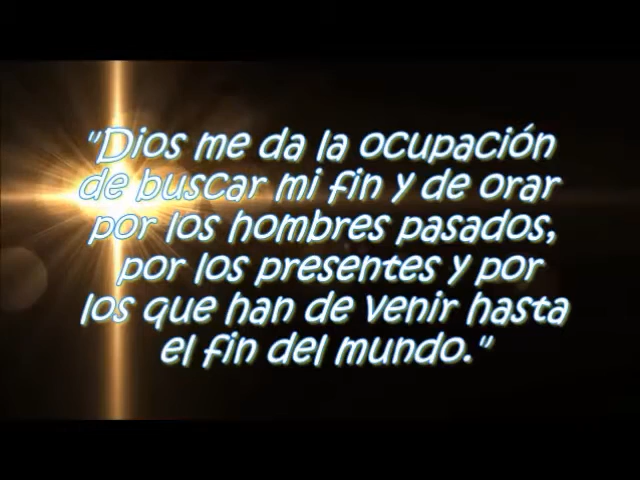 "Dios me da la ocupación
de buscar mi fin y de orar
por los hombres pasados,
por los presentes y por
los que han de venir hasta
el fin del mundo."